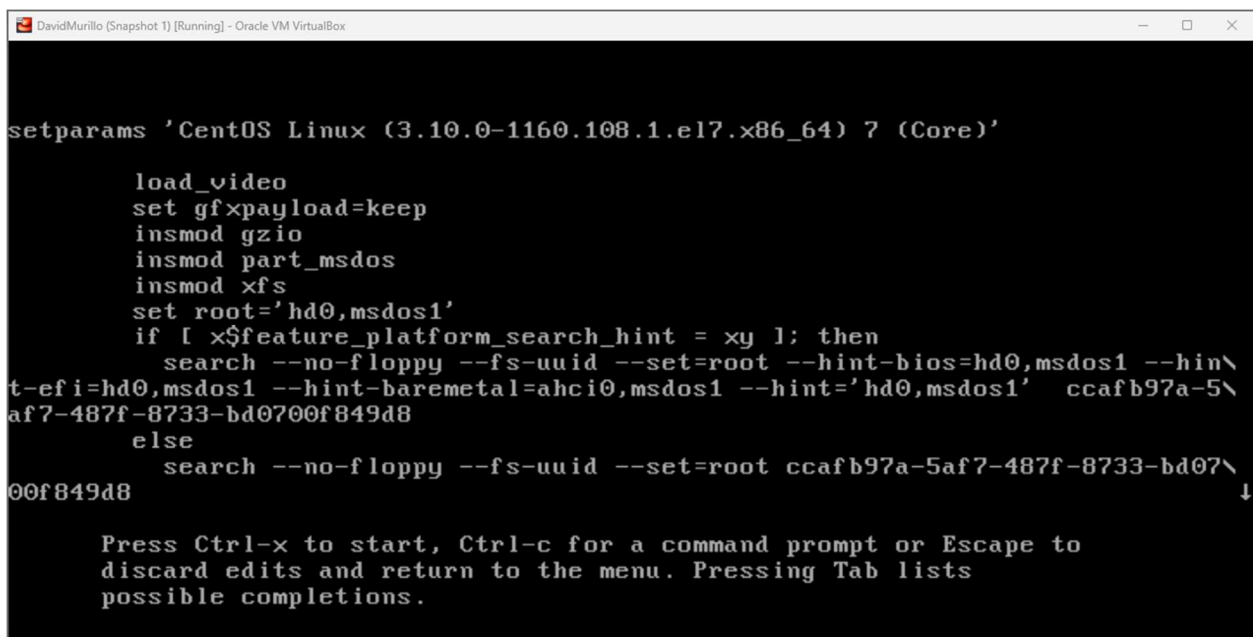 DavidMurillo (Snapshot 1) [Running] - Oracle VM VirtualBox
setparams 'CentOS Linux (3.10.0-1160.108.1.el7.x86_64) 7 (Core)'
load_video
set gfxpayload=keep
insmod gzio
insmod part_msdos
insmod xfs
set root='hd0,msdos1'
if [ x$feature_platform_search_hint = xy ]; then
search --no-floppy --fs-uuid --set=root --hint-bios=hd0,msdos1 --hin\
t-efi=hd0,msdos1 --hint-baremetal=ahci0,msdos1 --hint='hd0,msdos1'  ccafb97a-5\
af7-487f-8733-bd0700f849d8
else
search --no-floppy --fs-uuid --set=root ccafb97a-5af7-487f-8733-bd07\
00f849d8
Press Ctrl-x to start, Ctrl-c for a command prompt or Escape to
discard edits and return to the menu. Pressing Tab lists
possible completions.